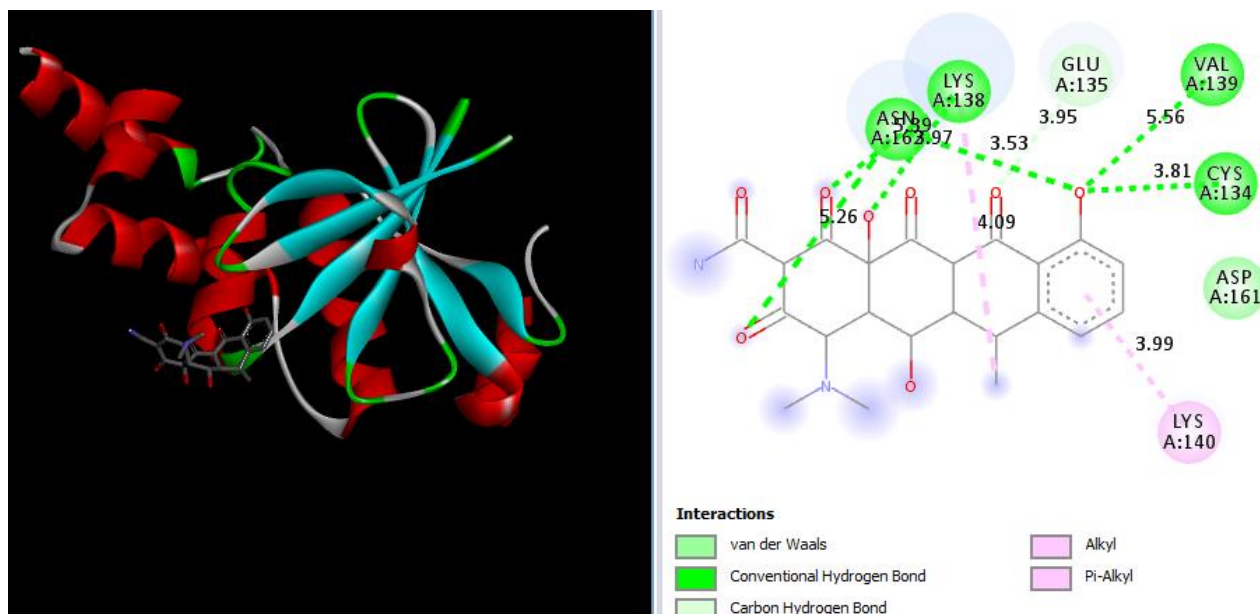 LYS
A:138
GLU
A:135
VAL
A:139
ASN
5.56
3.95
3.97
3.53
3.81
CYS
A:134
O
O
O
O
O
O
5.26
4.09
N
ASP
A:161
O
3.99
N
O
LYS
A:140
Interactions
van der Waals
Alkyl
Conventional Hydrogen Bond
Pi-Alkyl
Carbon Hydrogen Bond